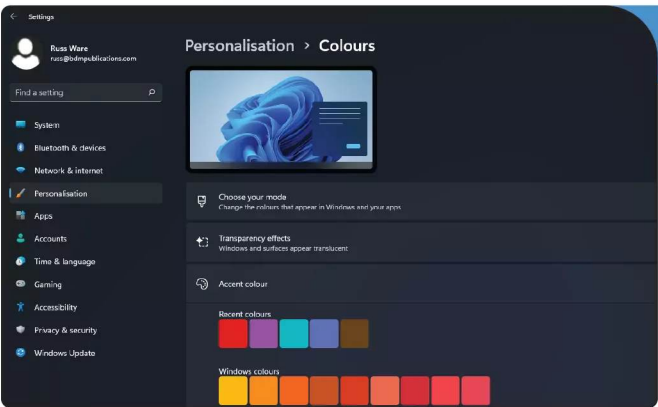 Settings
Russ Ware
russ@bdmpublications.com
Find a setting
System
Bluetooth & devices
Network & internet
Personalisation
Apps
Accounts
Time & language
Gaming
Accessibility
Privacy & security
Windows Update
Personalisation > Colours
Choose your mode
Change the colours that appear in Windows and your apps
Transparency effects
Windows and surfaces appear translucent
Accent colour
Recent colours
Windows colours